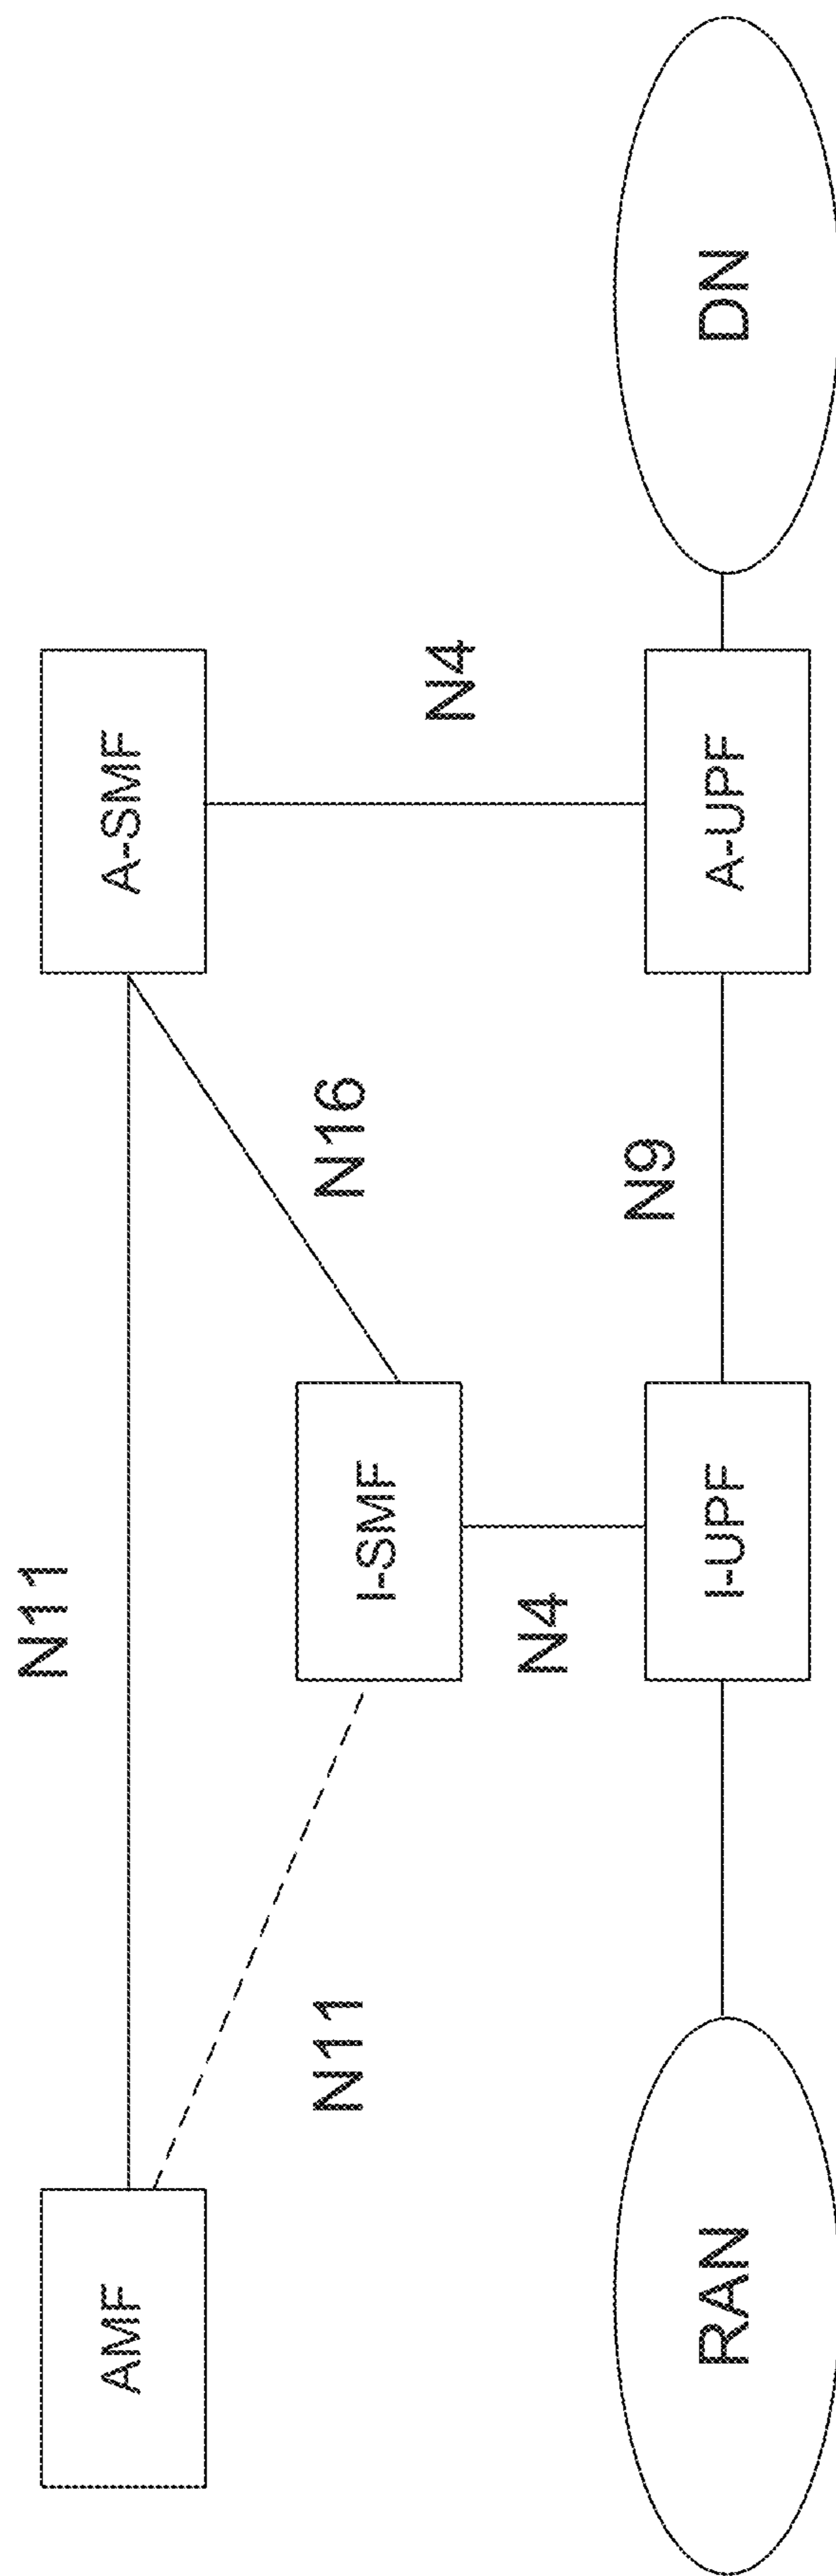 N11
AMF
A-SMF
N11
I-SMF
N16
N4
N4
I-UPF
N9
A-UPF
RAN
DN